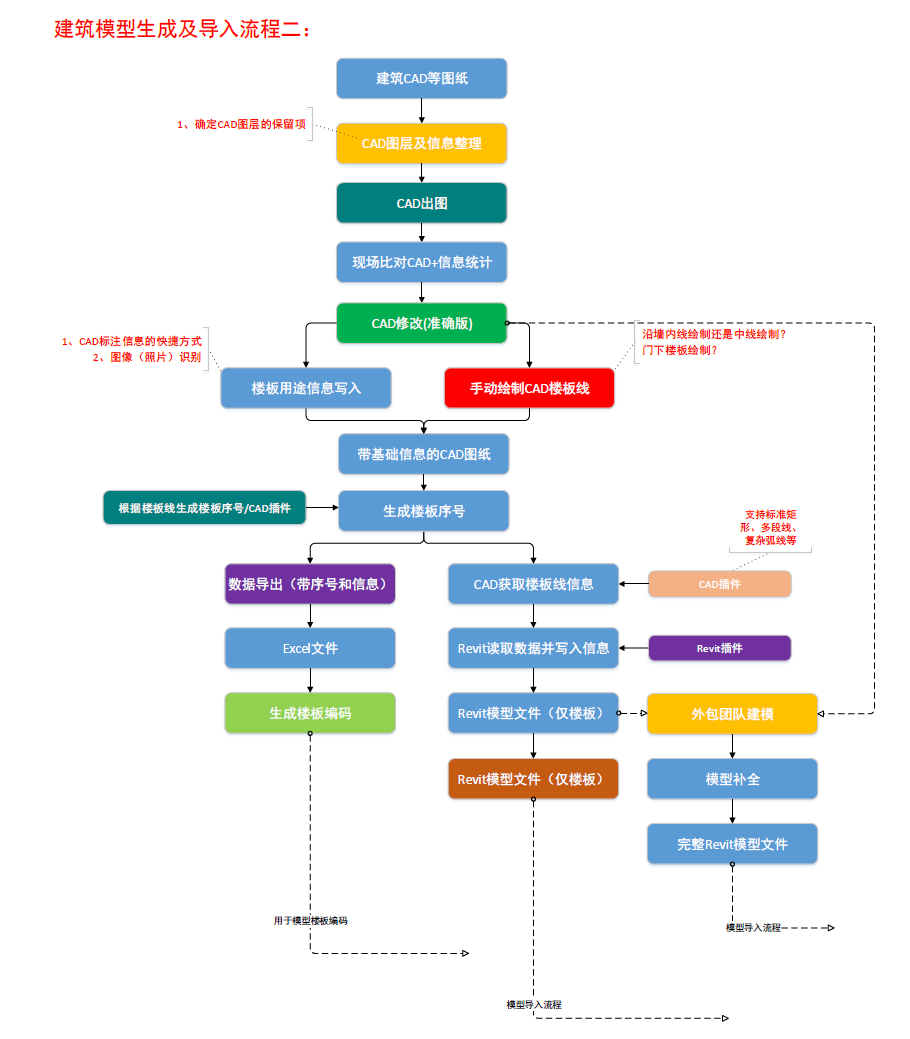 建筑模型生成及导入流程二：
建筑CAD等图纸
1、确定CAD图层的保留项
CAD图层及信息整理
CAD出图
现场比对CAD+信息统计
CAD修改(准确版)
1、CAD标注信息的快捷方式
2、图像（照片）识别
沿墙内线绘制还是中线绘制？
门下楼板绘制？
楼板用途信息写入
手动绘制CAD楼板线
带基础信息的CAD图纸
根据楼板线生成楼板序号/CAD插件
生成楼板序号
支持标准矩
形、多段线、
复杂弧线等
数据导出（带序号和信息）
CAD获取楼板线信息
CAD插件
Excel文件
Revit读取数据并写入信息
Revit插件
生成楼板编码
Revit模型文件（仅楼板）
外包团队建模
Revit模型文件（仅楼板）
模型补全
完整Revit模型文件
用于模型楼板编码
模型导入流程
模型导入流程